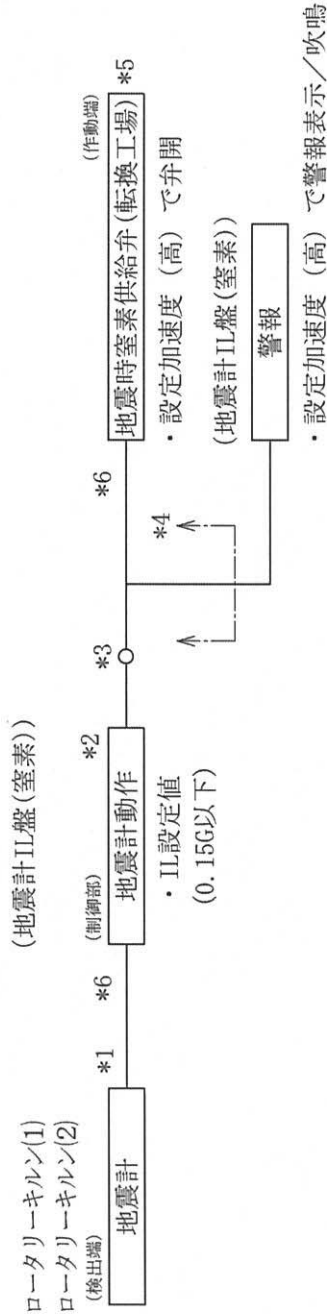 ロータリーキルン(1)
ロータリーキルン(2)
(検出端)
地震計
*1
*6
(地震計IL盤(窒素))
(制御部)
*2
地震計動作
・IL設定値
(0.15G以下)
*3
*4
*6
(作動端)
地震時窒素供給弁(転換工場)
*5
・設定加速度（高）で弁開
(地震計IL盤(窒素))
警報
・設定加速度（高）で警報表示／吹鳴